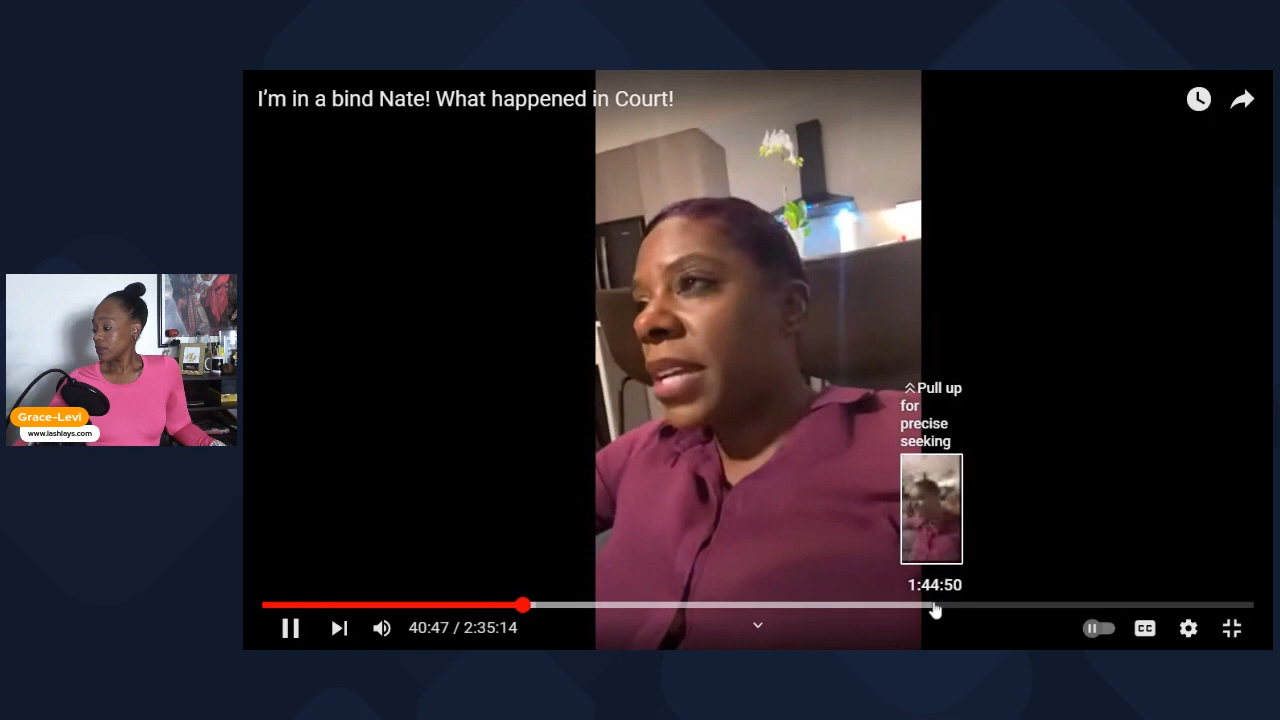 I'm in a bind Nate! What happened in Court!
Pull up
for
precise
seeking
1:44:50
40:47 / 2:35:14
CC
Grace-Levi
www.lashlays.com